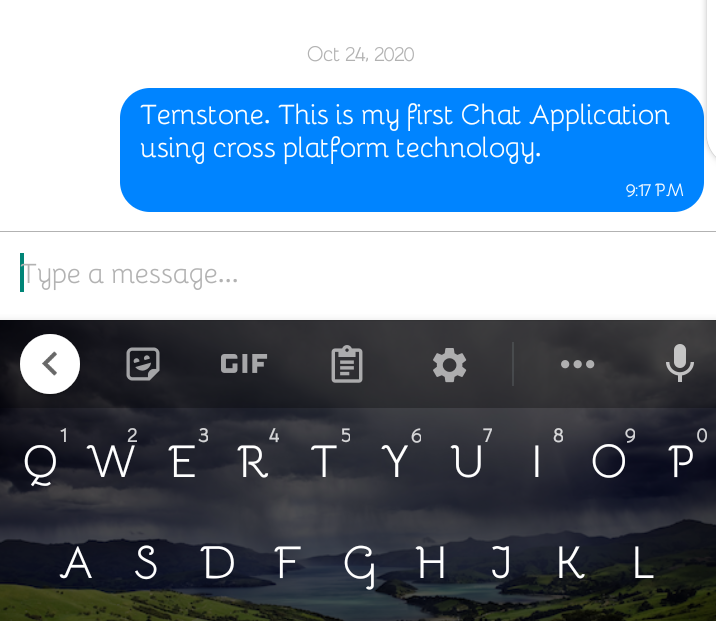 Oct 24, 2020
Ternstone. This is my first Chat Application
using cross platform technology.
9:17 PM
Type a message...
GIF
1 2 3 4 5 6 7 8 9 0
Q W E R T Y U I O P
A S D F G H J K L